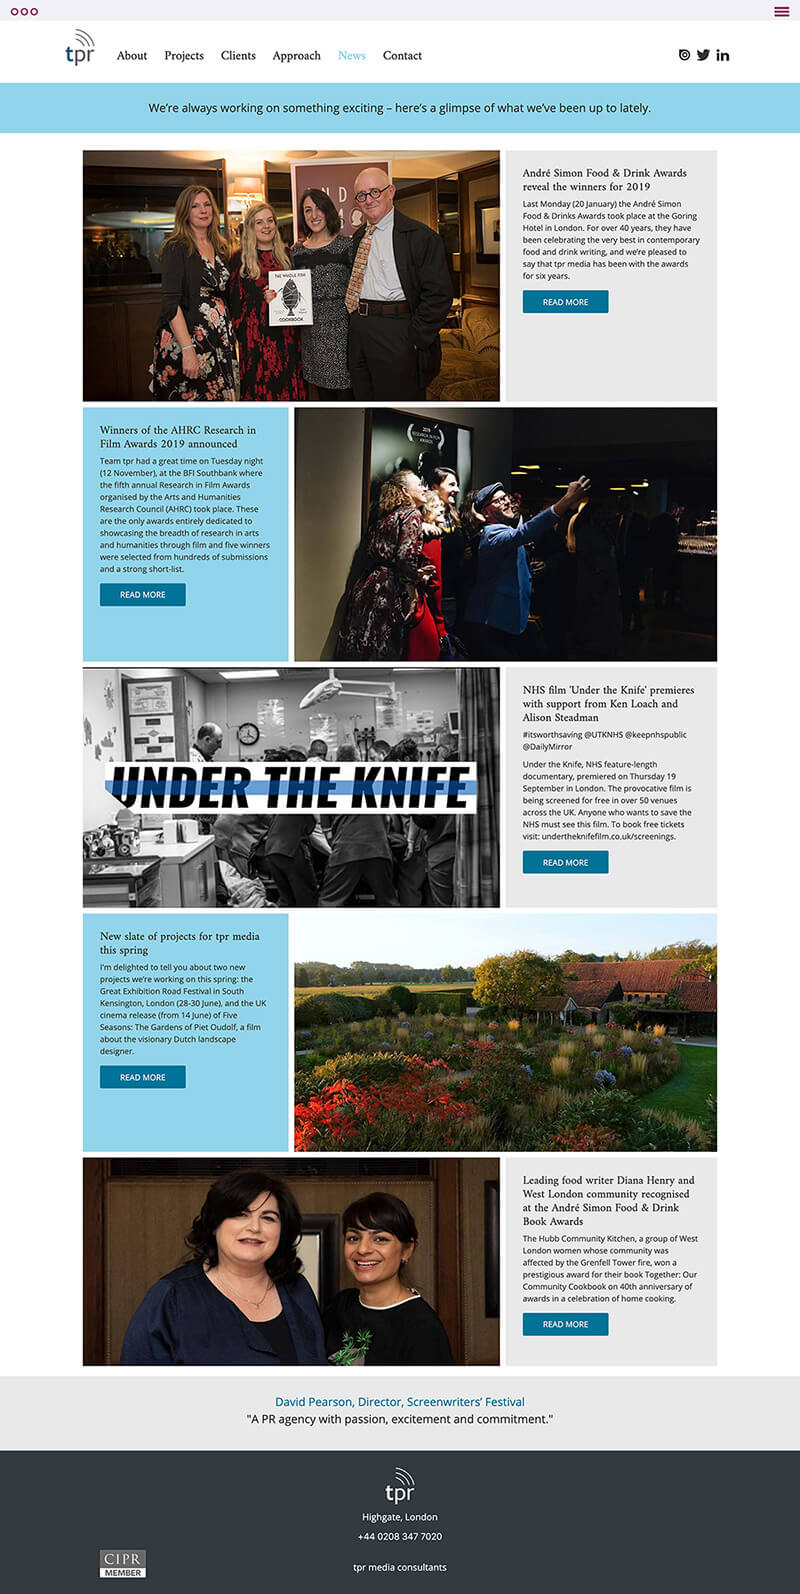 tpr
About Projects Clients Approach News Contact
We're always working on something exciting – here's a glimpse of what we've been up to lately.
THE WHOLE FISH
COOKBOOK
André Simon Food & Drink Awards
reveal the winners for 2019
Last Monday (20 January) the André Simon
Food & Drinks Awards took place at the Goring
Hotel in London. For over 40 years, they have
been celebrating the very best in contemporary
food and drink writing, and we're pleased to
say that tpr media has been with the awards
for six years.
READ MORE
Winners of the AHRC Research in
Film Awards 2019 announced
Team tpr had a great time on Tuesday night
(12 November), at the BFI Southbank where
the fifth annual Research in Film Awards
organised by the Arts and Humanities
Research Council (AHRC) took place. These
are the only awards entirely dedicated to
showcasing the breadth of research in arts
and humanities through film and five winners
were selected from hundreds of submissions
and a strong short-list.
READ MORE
2019
RESEARCH IN FILM
AWARDS
UNDER THE KNIFE
NHS film 'Under the Knife' premieres
with support from Ken Loach and
Alison Steadman
#itsworthsaving @UTKNHS @keepnhspublic
@DailyMirror
Under the Knife, NHS feature-length
documentary, premiered on Thursday 19
September in London. The provocative film is
being screened for free in over 50 venues
across the UK. Anyone who wants to save the
NHS must see this film. To book free tickets
visit: undertheknifefilm.co.uk/screenings.
READ MORE
New slate of projects for tpr media
this spring
I'm delighted to tell you about two new
projects we're working on this spring: the
Great Exhibition Road Festival in South
Kensington, London (28-30 June), and the UK
cinema release (from 14 June) of Five
Seasons: The Gardens of Piet Oudolf, a film
about the visionary Dutch landscape
designer.
READ MORE
Leading food writer Diana Henry and
West London community recognised
at the André Simon Food & Drink
Book Awards
The Hubb Community Kitchen, a group of West
London women whose community was
affected by the Grenfell Tower fire, won a
prestigious award for their book Together: Our
Community Cookbook on 40th anniversary of
awards in a celebration of home cooking.
READ MORE
David Pearson, Director, Screenwriters' Festival
"A PR agency with passion, excitement and commitment."
tpr
Highgate, London
+44 0208 347 7020
CIPR
MEMBER
tpr media consultants